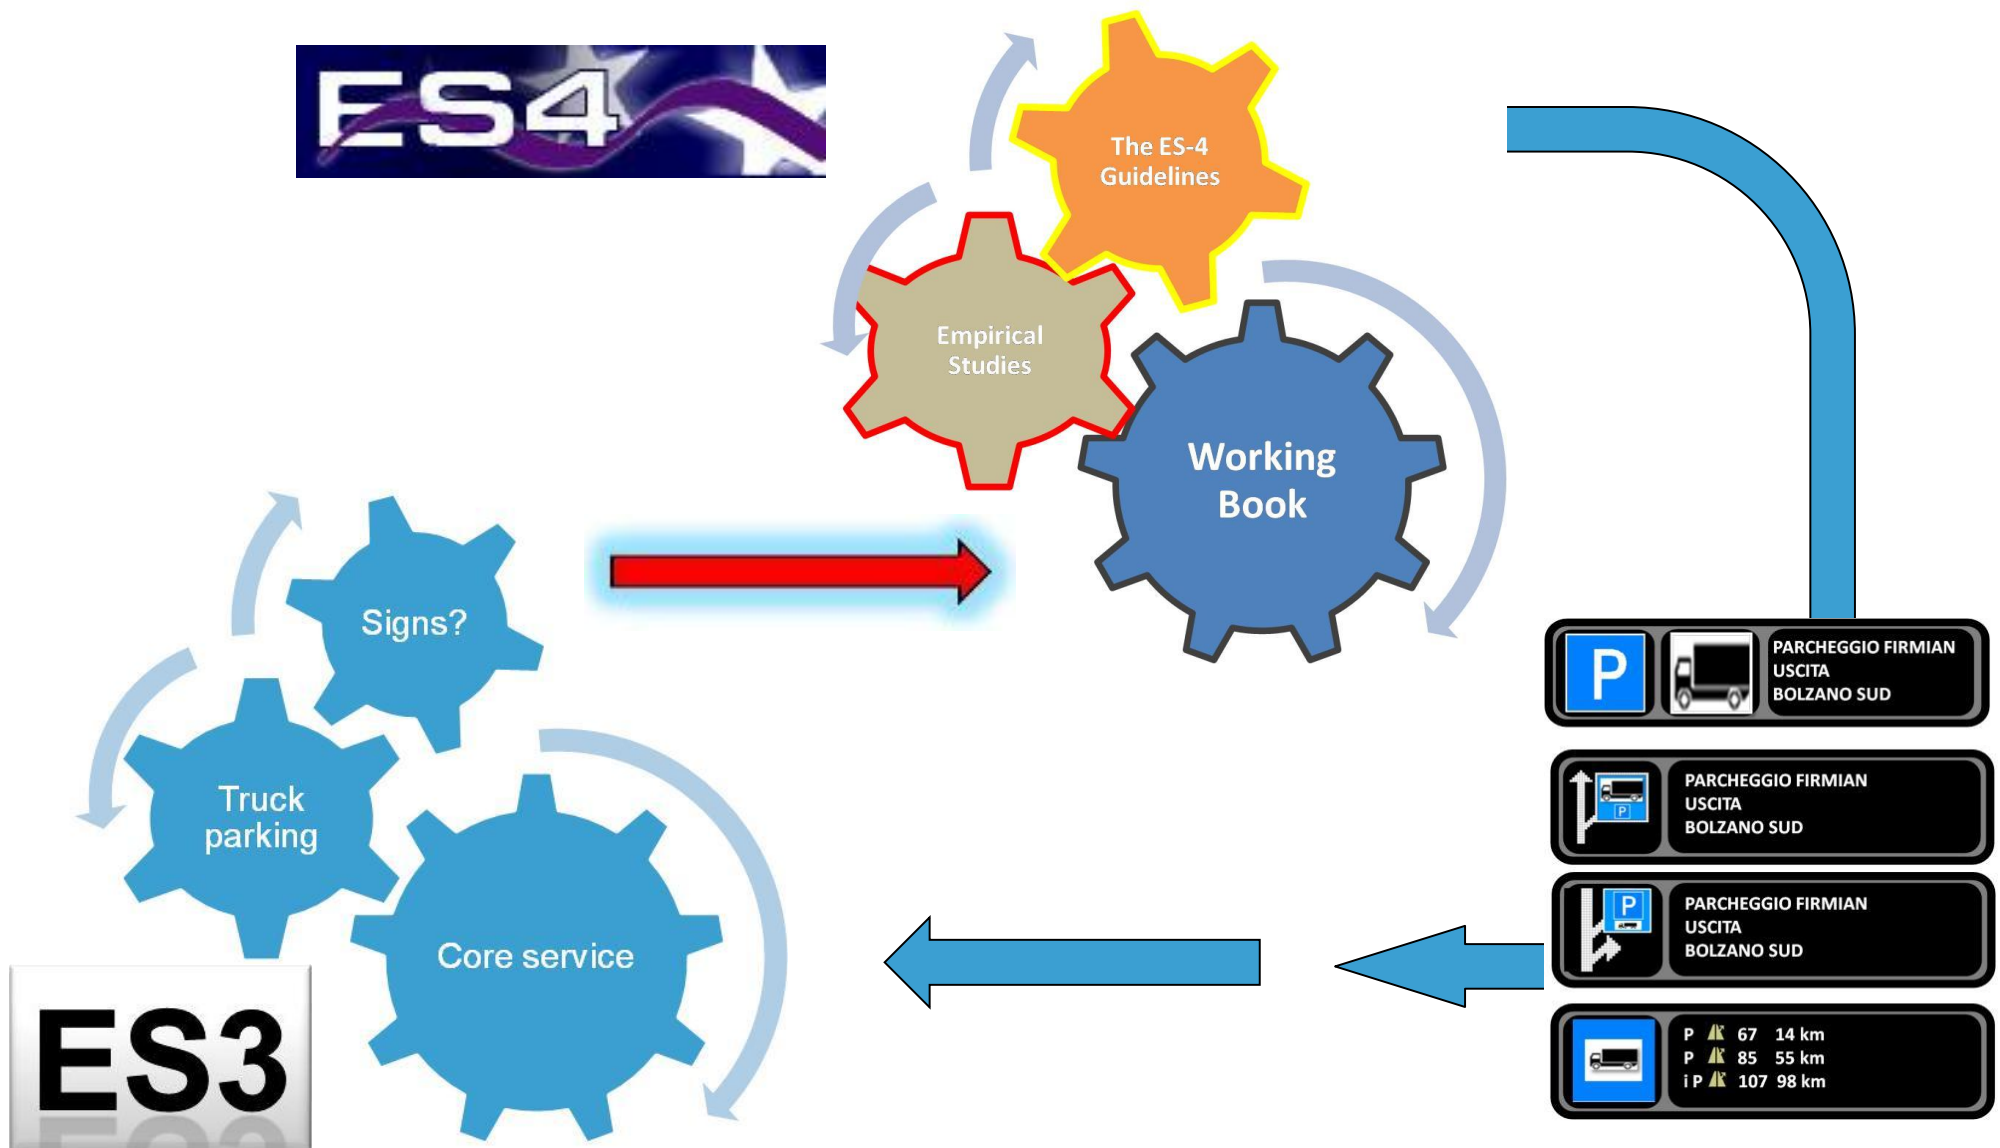 ES4
The ES-4
Guidelines
Empirical
Studies
Working
Book
Signs?
Truck
parking
Core service
ES3
P
PARCHEGGIO FIRMIAN
USCITA
BOLZANO SUD
P
PARCHEGGIO FIRMIAN
USCITA
BOLZANO SUD
P
PARCHEGGIO FIRMIAN
USCITA
BOLZANO SUD
P 67 14 km
P 85 55 km
i P 107 98 km